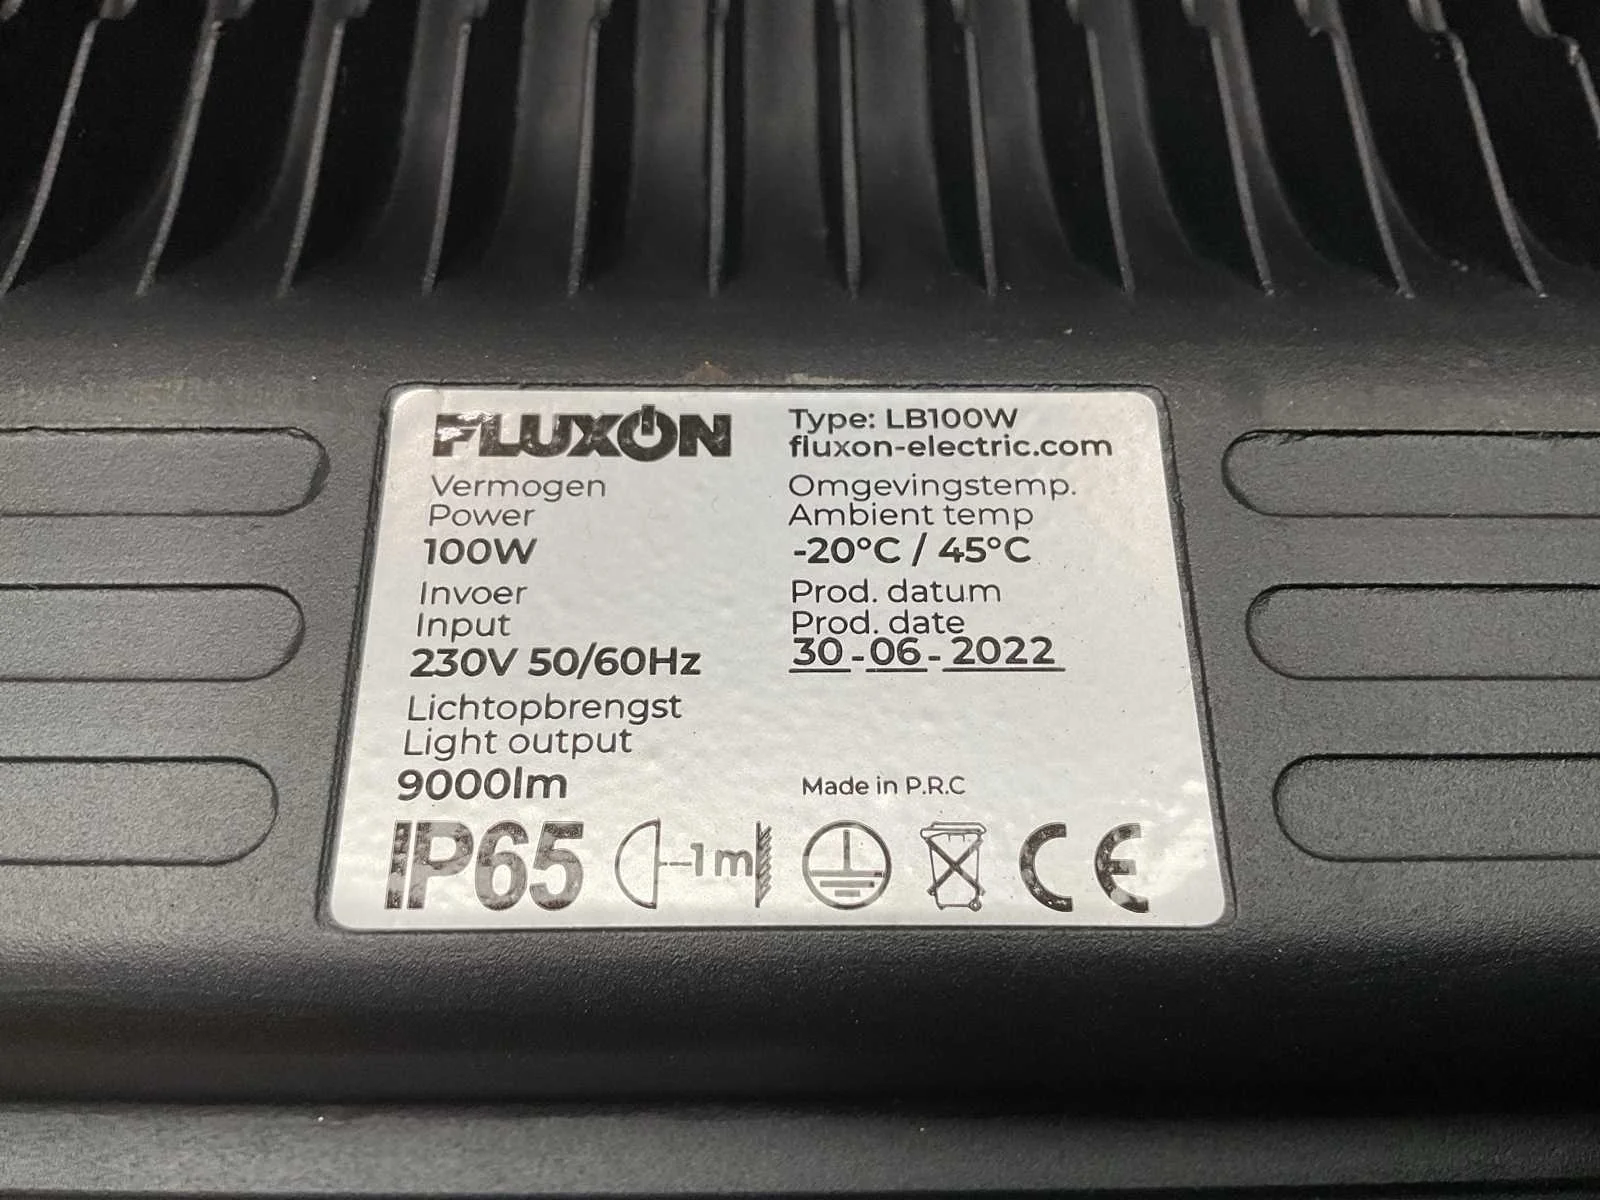 FLUXON
Vermogen
Power
100W
Invoer
Input
230V 50/60Hz
Lichtopbrengst
Light output
9000lm
Type: LB100W
fluxon-electric.com
Omgevingstemp.
Ambient temp
-20°C / 45°C
Prod. datum
Prod. date
30-06-2022
Made in P.R.C
IP65 1m CE